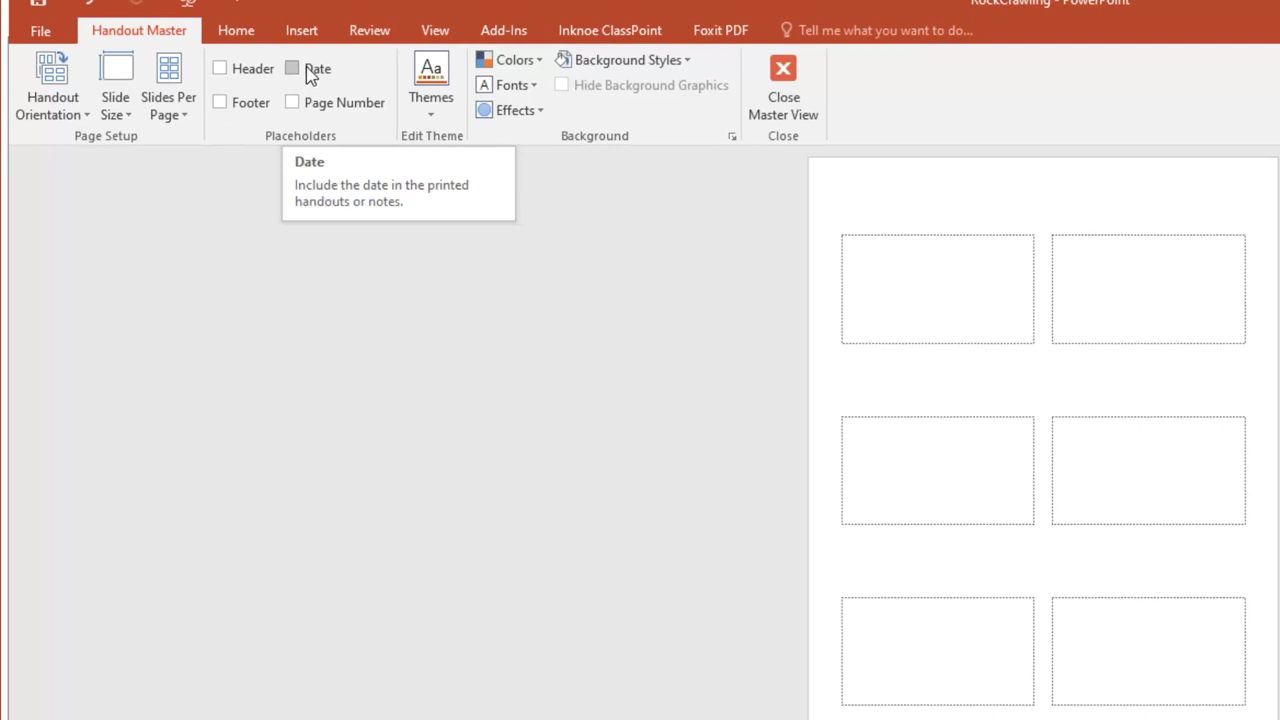 RockCrawling - PowerPoint
File Handout Master Home Insert Review View Add-Ins Inknoe ClassPoint Foxit PDF Tell me what you want to do...
Handout Orientation
Slide Size
Slides Per Page
Page Setup
Header Date
Footer Page Number
Placeholders
Aa
Themes
Edit Theme
Colors
A Fonts
Effects
Background Styles
Hide Background Graphics
Background
Close Master View
Close
Date
Include the date in the printed
handouts or notes.